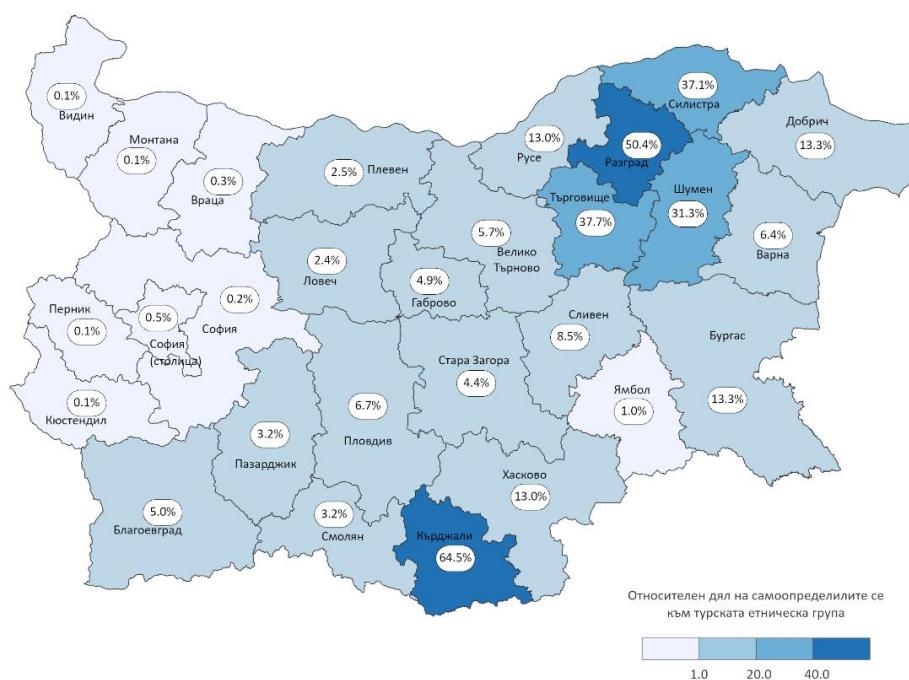 0.1%
Видин
Монтана
0.1%
0.3%
Враца
2.5%
Плевен
13.0%
Русе
37.1%
Силистра
50.4%
Разград
Добрич
13.3%
Търговище
37.7%
Шумен
31.3%
6.4%
Варна
5.7%
Велико
Търново
2.4%
Ловеч
4.9%
Габрово
0.2%
София
0.5%
София
(столица)
Перник
0.1%
0.1%
Кюстендил
Сливен
8.5%
Бургас
13.3%
Стара Загора
4.4%
Ямбол
1.0%
6.7%
Пловдив
3.2%
Пазарджик
Хасково
13.0%
5.0%
Благоевград
3.2%
Смолян
Кърджали
64.5%
Относителен дял на самоопределилите се
към турската етническа група
1.0 20.0 40.0